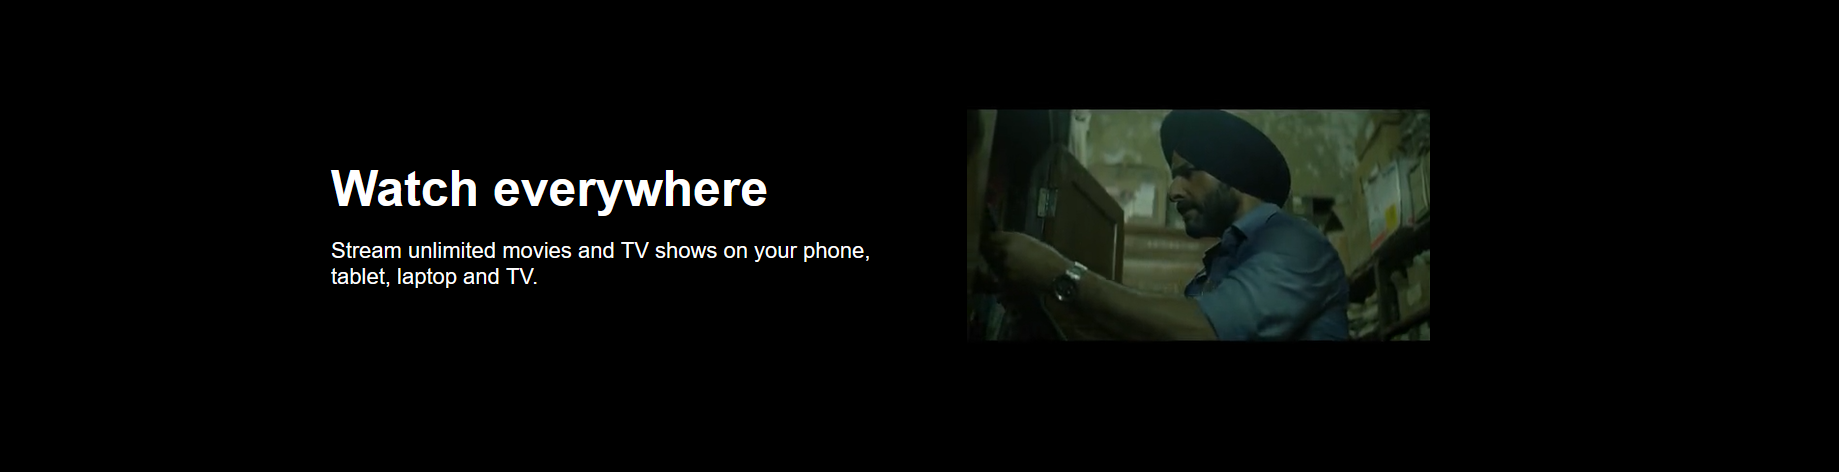 Watch everywhere
Stream unlimited movies and TV shows on your phone,
tablet, laptop and TV.